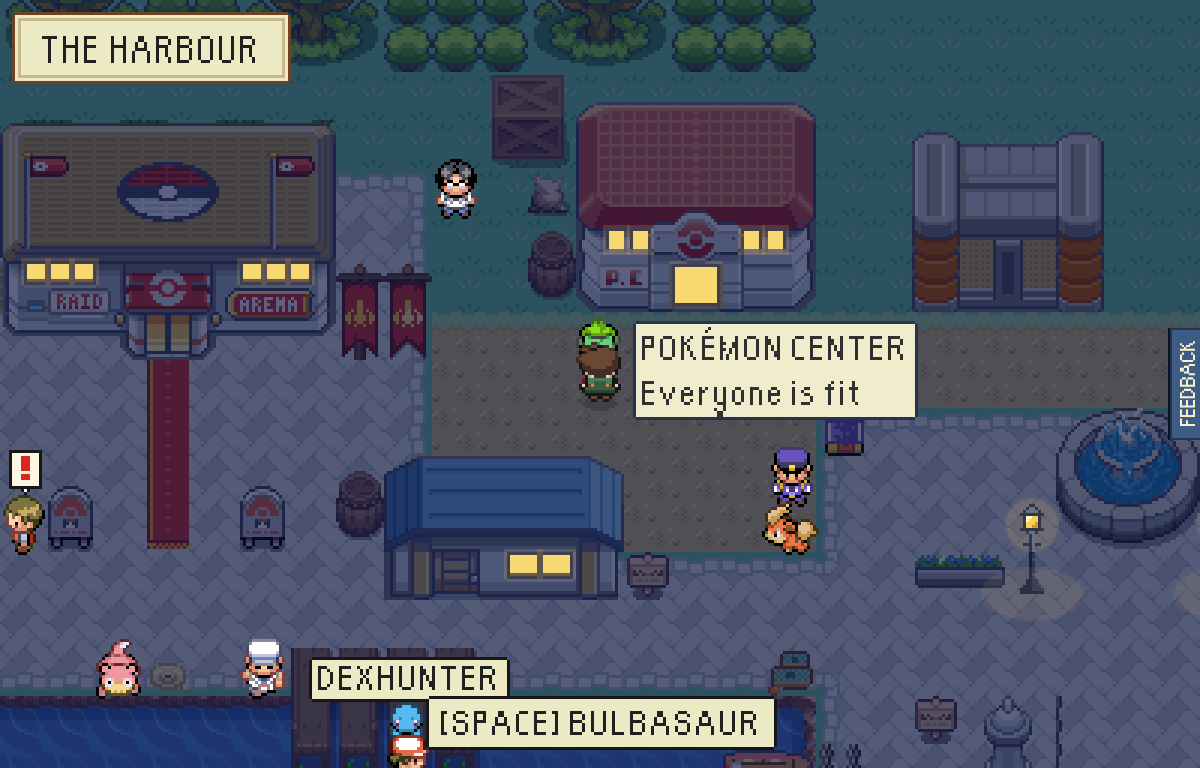 THE HARBOUR
P.C
RAID
ARENA
POKÉMON CENTER
Everyone is fit
FEEDBACK
!
DEXHUNTER
[SPACE] BULBASAUR